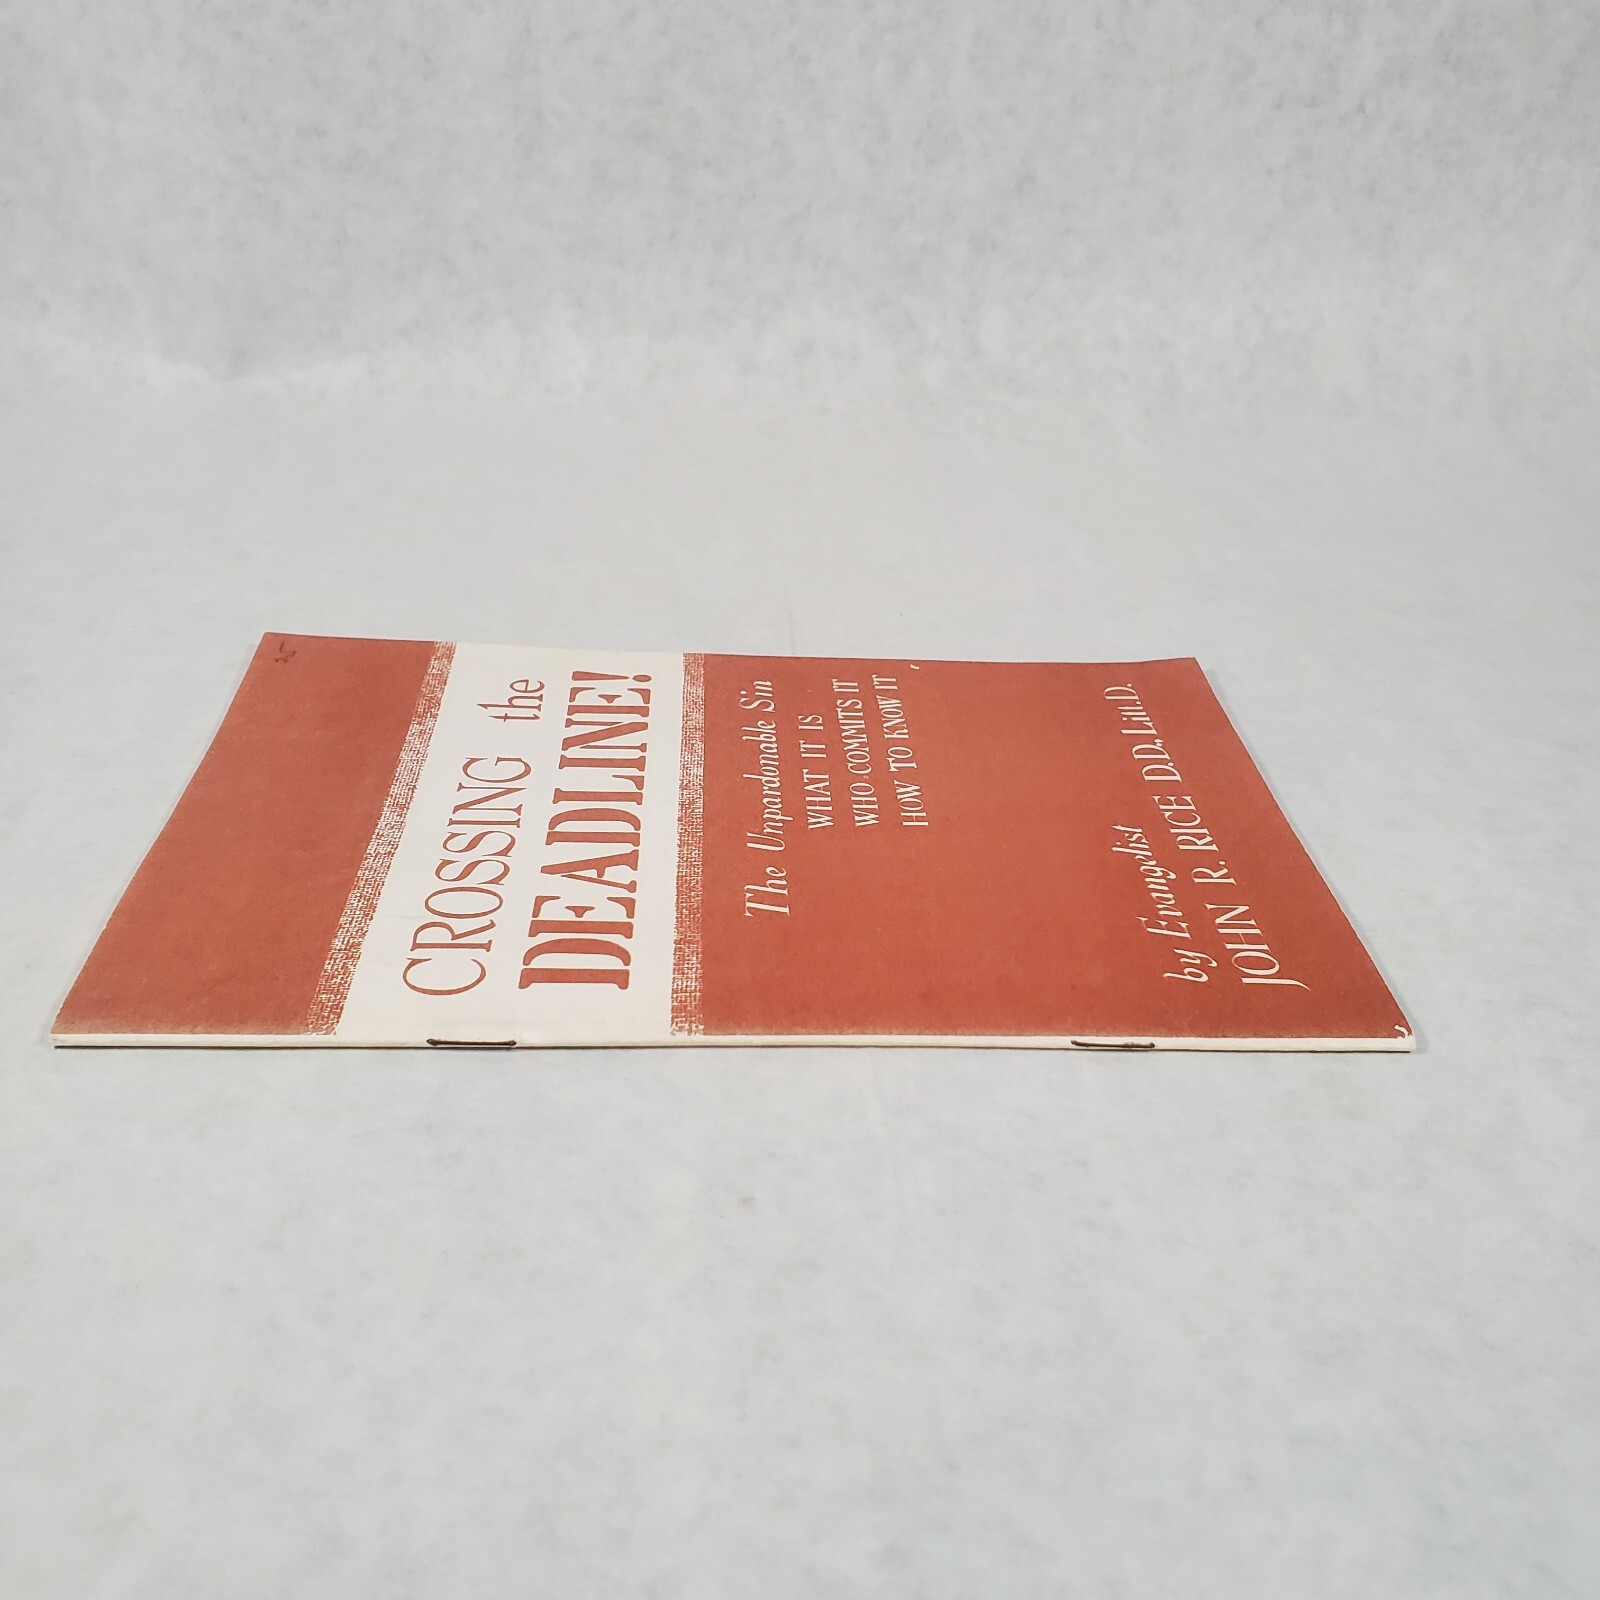 CROSSING the
DEADLINE!
The Unpardonable Sin
WHAT IT IS
WHO COMMITS IT
HOW TO KNOW IT
by Evangelist
JOHN R. RICE D.D., Litt.D.